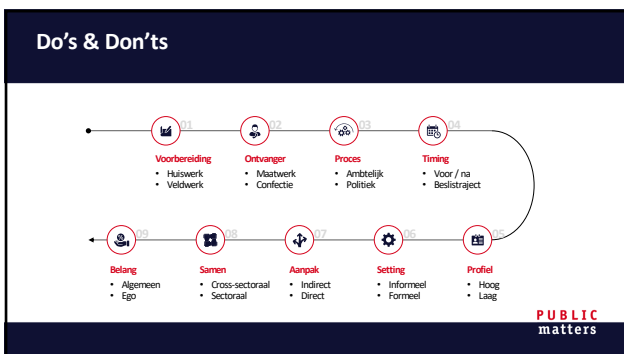 Do's & Don'ts
01
02
03
04
Voorbereiding
• Huiswerk
• Veldwerk
Ontvanger
• Maatwerk
• Confectie
Proces
• Ambtelijk
• Politiek
Timing
• Voor / na
• Beslistraject
05
Profiel
• Hoog
• Laag
06
Setting
• Informeel
• Formeel
07
Aanpak
• Indirect
• Direct
08
Samen
• Cross-sectoraal
• Sectoraal
09
Belang
• Algemeen
• Ego
PUBLIC
matters